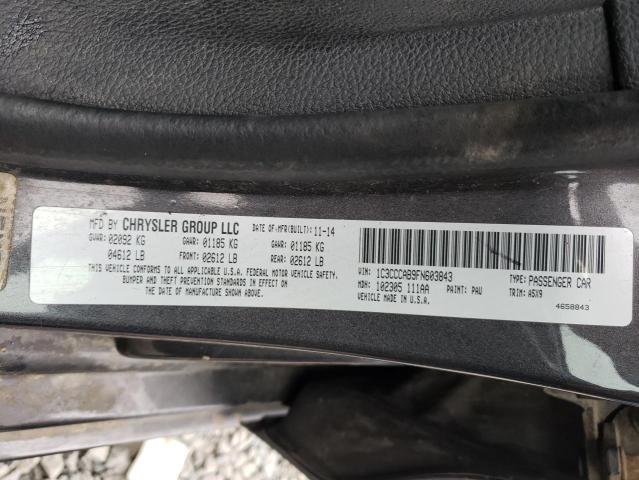 MFD BY CHRYSLER GROUP LLC DATE OF MFR(BUILT): 11-14
GVWR: 02092 KG GAWR: 01185 KG GAWR: 01185 KG
04612 LB FRONT: 02612 LB REAR: 02612 LB
THIS VEHICLE CONFORMS TO ALL APPLICABLE U.S.A. FEDERAL MOTOR VEHICLE SAFETY,
BUMPER AND THEFT PREVENTION STANDARDS IN EFFECT
ON THE DATE OF MANUFACTURE SHOWN ABOVE.
VIN: 1C3CCCAB9FN603843 TYPE: PASSENGER CAR
MDH: 102305 111AA PAINT: PAU TRIM: A5X9
VEHICLE MADE IN U.S.A. 4658843